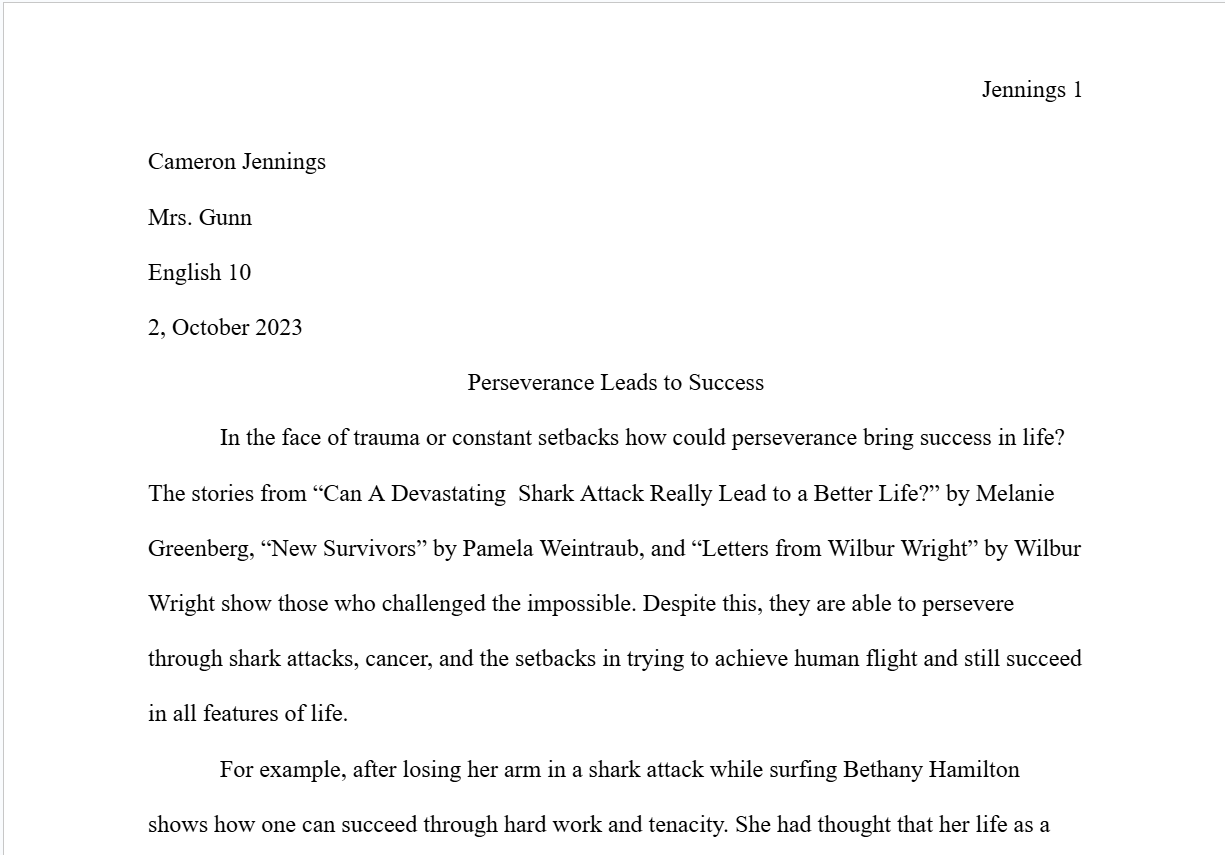 Jennings 1
Cameron Jennings
Mrs. Gunn
English 10
2, October 2023
Perseverance Leads to Success
In the face of trauma or constant setbacks how could perseverance bring success in life?
The stories from “Can A Devastating  Shark Attack Really Lead to a Better Life?” by Melanie
Greenberg, “New Survivors” by Pamela Weintraub, and “Letters from Wilbur Wright” by Wilbur
Wright show those who challenged the impossible. Despite this, they are able to persevere
through shark attacks, cancer, and the setbacks in trying to achieve human flight and still succeed
in all features of life.
For example, after losing her arm in a shark attack while surfing Bethany Hamilton
shows how one can succeed through hard work and tenacity. She had thought that her life as a